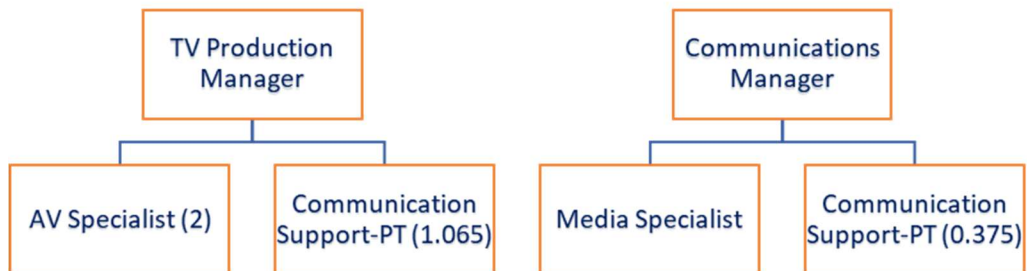 TV Production
Manager
Communications
Manager
AV Specialist (2)
Communication
Support-PT (1.065)
Media Specialist
Communication
Support-PT (0.375)